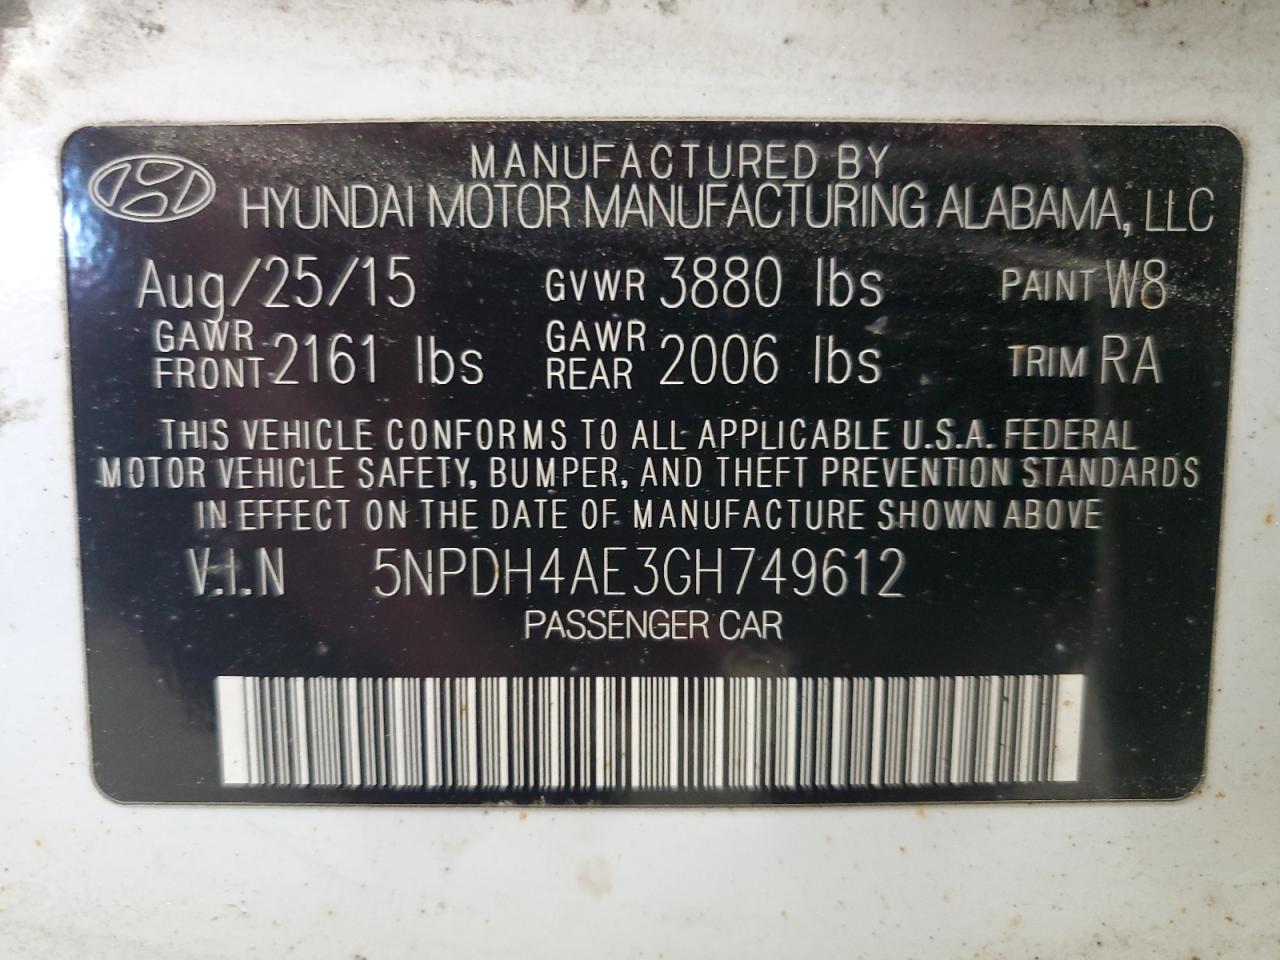 MANUFACTURED BY
HYUNDAI MOTOR MANUFACTURING ALABAMA, LLC
Aug/25/15 GVWR 3880 lbs PAINT W8
GAWR FRONT 2161 lbs GAWR REAR 2006 lbs TRIM RA
THIS VEHICLE CONFORMS TO ALL APPLICABLE U.S.A. FEDERAL
MOTOR VEHICLE SAFETY, BUMPER, AND THEFT PREVENTION STANDARDS
IN EFFECT ON THE DATE OF MANUFACTURE SHOWN ABOVE
V.I.N 5NPDH4AE3GH749612
PASSENGER CAR